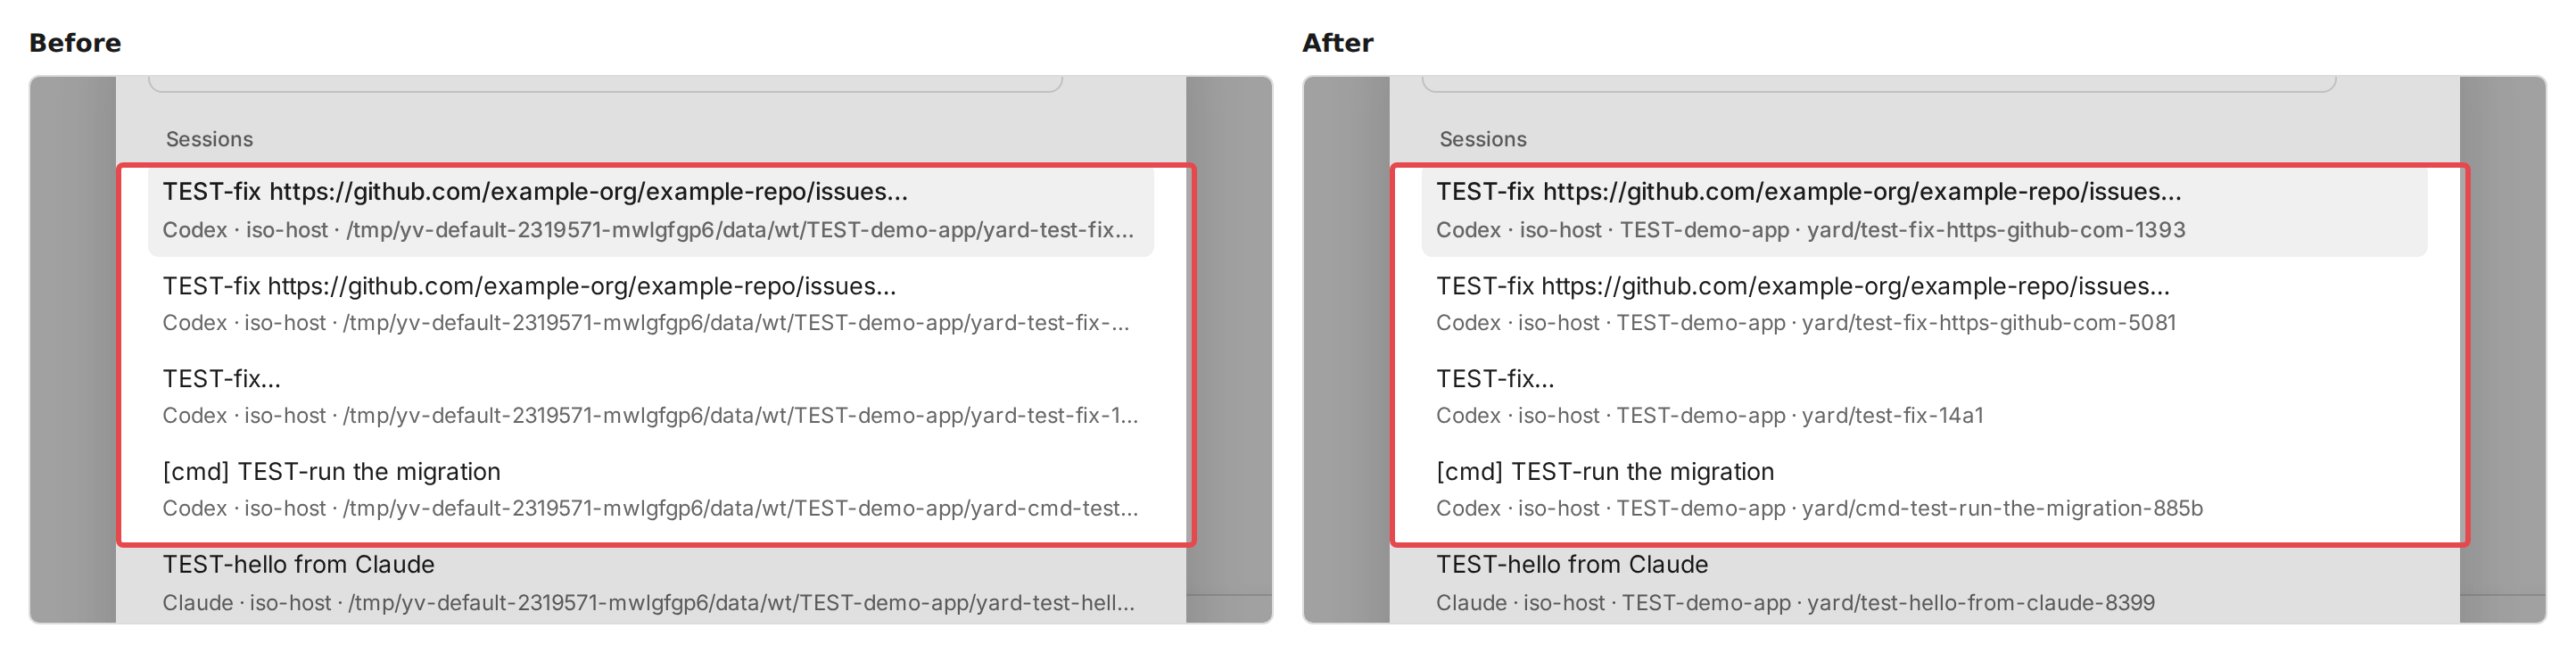 Before
Sessions
TEST-fix https://github.com/example-org/example-repo/issues...
Codex · iso-host · /tmp/yv-default-2319571-mwlgfgp6/data/wt/TEST-demo-app/yard-test-fix...
TEST-fix https://github.com/example-org/example-repo/issues...
Codex · iso-host · /tmp/yv-default-2319571-mwlgfgp6/data/wt/TEST-demo-app/yard-test-fix-...
TEST-fix...
Codex · iso-host · /tmp/yv-default-2319571-mwlgfgp6/data/wt/TEST-demo-app/yard-test-fix-1...
[cmd] TEST-run the migration
Codex · iso-host · /tmp/yv-default-2319571-mwlgfgp6/data/wt/TEST-demo-app/yard-cmd-test...
TEST-hello from Claude
Claude · iso-host · /tmp/yv-default-2319571-mwlgfgp6/data/wt/TEST-demo-app/yard-test-hell...
After
Sessions
TEST-fix https://github.com/example-org/example-repo/issues...
Codex · iso-host · TEST-demo-app · yard/test-fix-https-github-com-1393
TEST-fix https://github.com/example-org/example-repo/issues...
Codex · iso-host · TEST-demo-app · yard/test-fix-https-github-com-5081
TEST-fix...
Codex · iso-host · TEST-demo-app · yard/test-fix-14a1
[cmd] TEST-run the migration
Codex · iso-host · TEST-demo-app · yard/cmd-test-run-the-migration-885b
TEST-hello from Claude
Claude · iso-host · TEST-demo-app · yard/test-hello-from-claude-8399